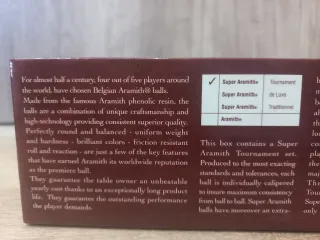 For almost half a century, four out of five players around
the world, have chosen Belgian Aramith® balls.
Made from the famous Aramith phenolic resin, the
balls are a combination of unique craftmanship and
high-technology providing consistent superior quality.
Perfectly round and balanced - uniform weight
and hardness - brilliant colors - friction resistant
roll and reaction - are just a few of the key features
that have earned Aramith its worldwide reputation
as the premiere ball.
They guarantee the table owner an unbeatable
yearly cost thanks to an exceptionally long product
life. They guarantee the outstanding performance
the player demands.
✓ Super Aramith® Tournament
Super Aramith® de Luxe
Super Aramith® Traditionnel
Aramith®
This box contains a Super
Aramith Tournament set.
Produced to the most exacting
standards and tolerances, each
ball is individually calipered
to insure maximum consistency
ball to ball. Super Aramith
balls have moreover an extra-